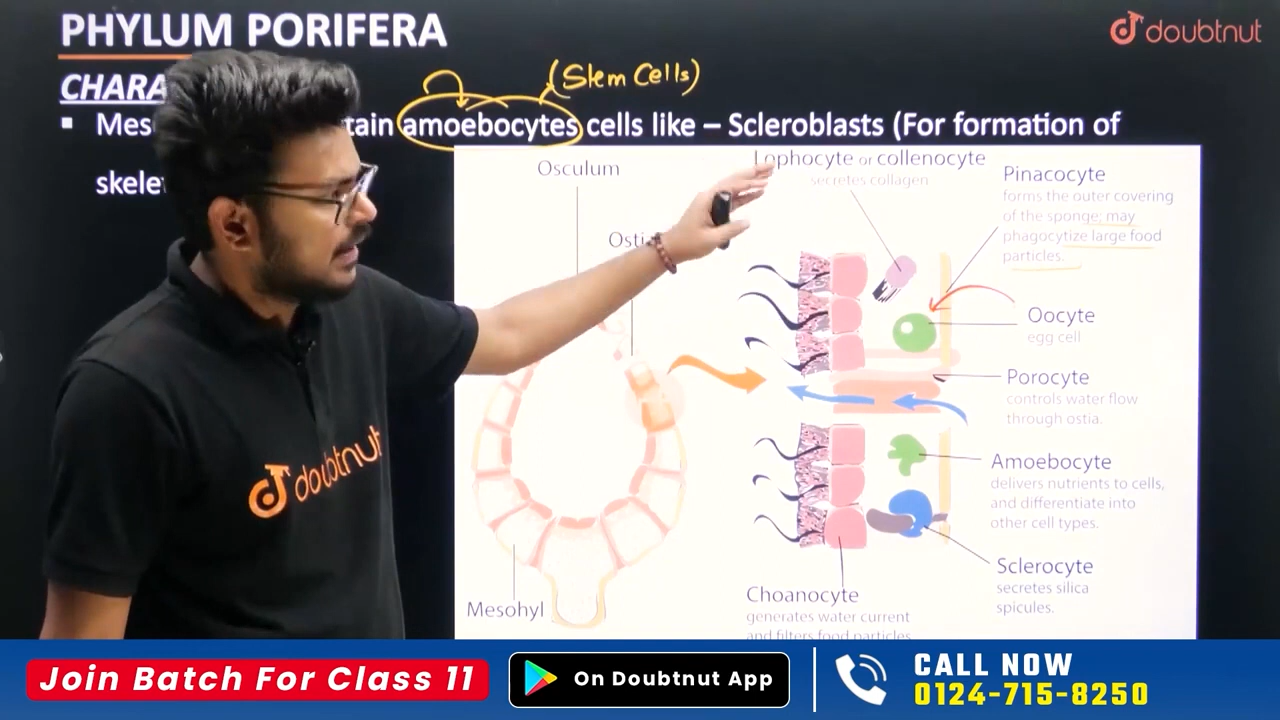 PHYLUM PORIFERA
doubtnut
CHARA
(Stem Cells)
tain amoebocytes cells like – Scleroblasts (For formation of
Osculum
Lophocyte or collenocyte
secretes collagen
Pinacocyte
forms the outer covering
of the sponge; may
phagocytize large food
particles.
Oocyte
egg cell
Porocyte
controls water flow
through ostia.
Amoebocyte
delivers nutrients to cells,
and differentiate into
other cell types.
Sclerocyte
secretes silica
spicules.
Choanocyte
generates water current
and filters food particles
Mesohyl
doubtnut
Join Batch For Class 11
On Doubtnut App
CALL NOW
0124-715-8250